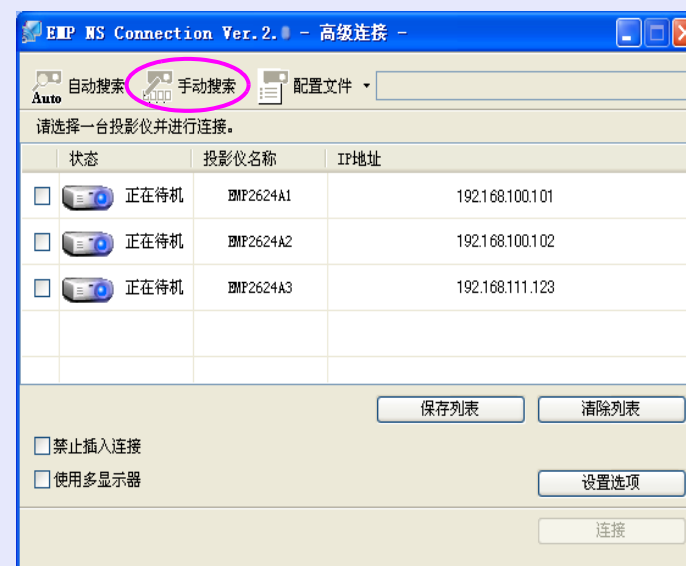 EMP NS Connection Ver.2. - 高级连接 -
Auto 自动搜索 手动搜索 配置文件
请选择一台投影仪并进行连接。
状态 投影仪名称 IP地址
正在待机 EMP2624A1 192.168.100.101
正在待机 EMP2624A2 192.168.100.102
正在待机 EMP2624A3 192.168.111.123
保存列表 清除列表
禁止插入连接
使用多显示器
设置选项
连接